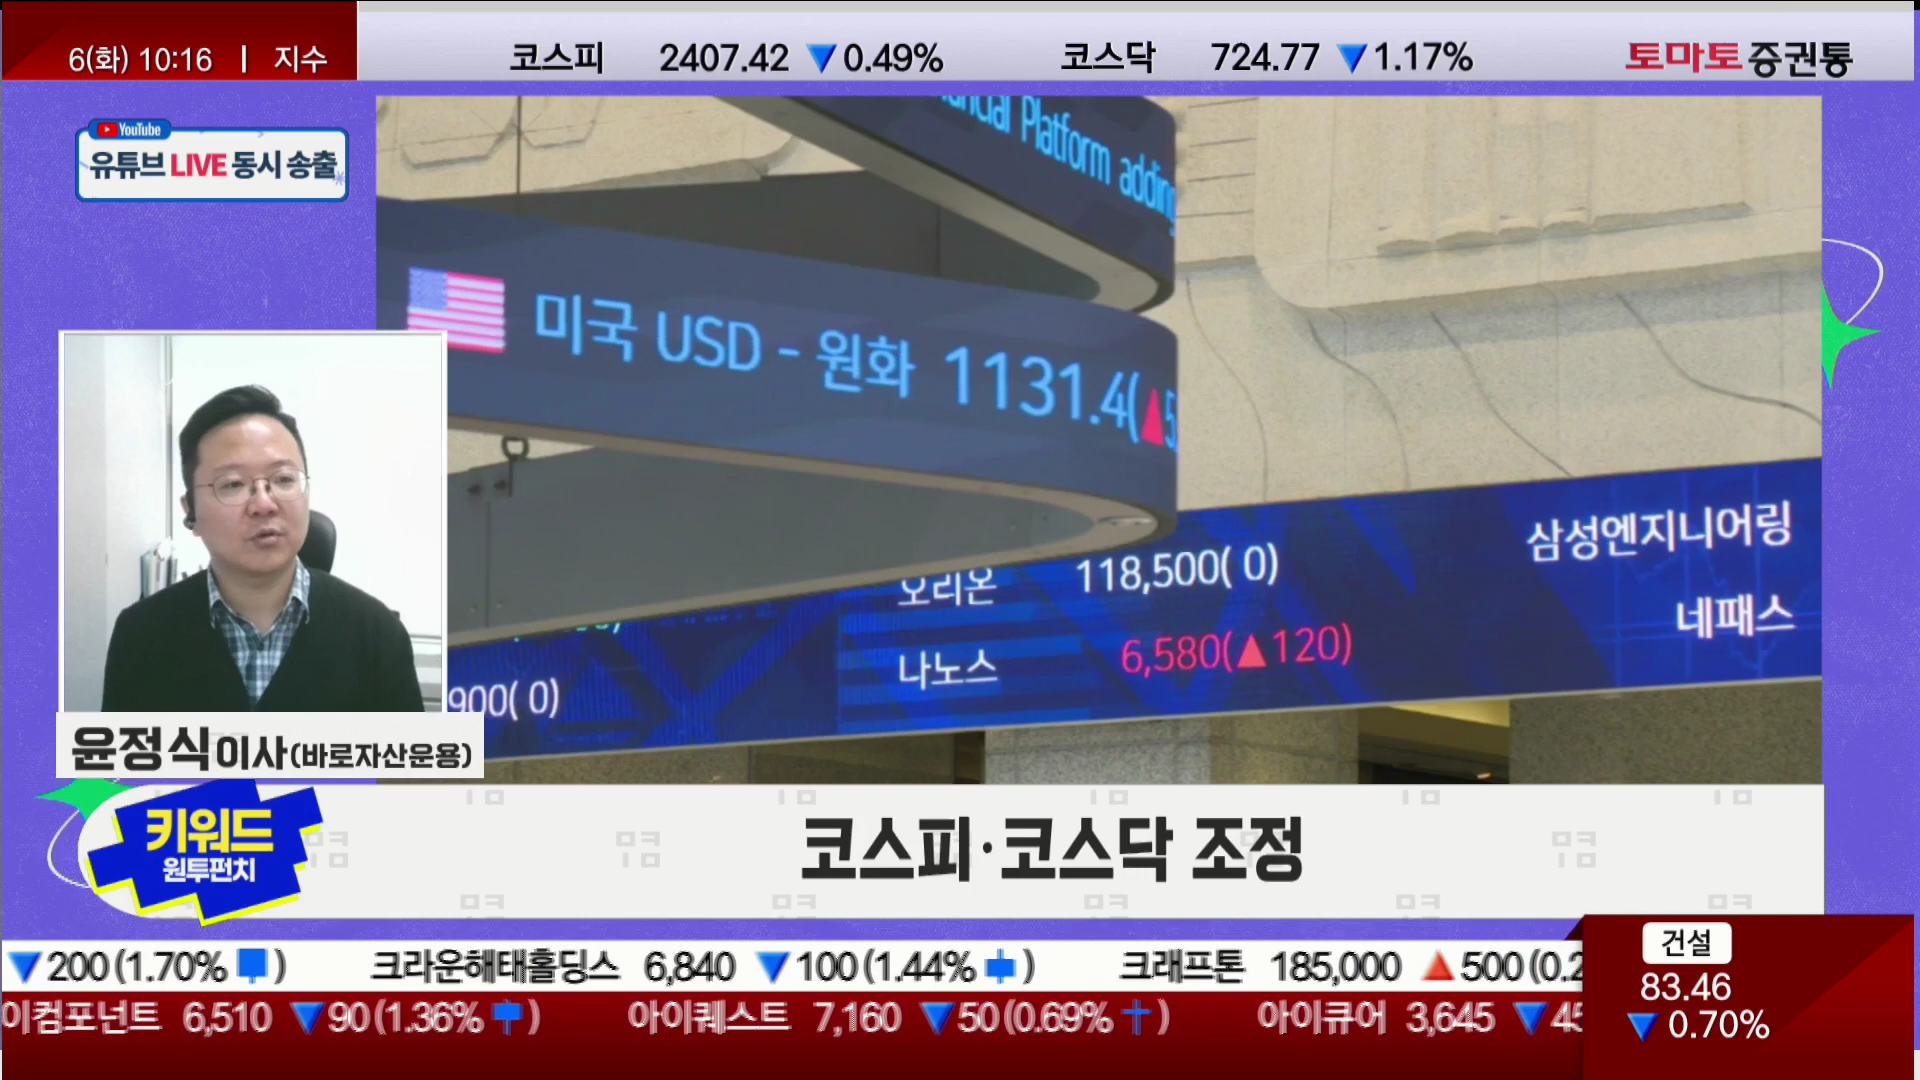 6(화) 10:16 | 지수
코스피 2407.42 ▼0.49% 코스닥 724.77 ▼1.17%
토마토증권통
YouTube
유튜브 LIVE 동시 송출
Platform adding
미국 USD - 원화 1131.4(▲5
오리온 118,500( 0)
나노스 6,580(▲120)
900( 0)
삼성엔지니어링
네패스
윤정식이사(바로자산운용)
키워드
원투펀치
코스피·코스닥 조정
▼200(1.70% ) 크라운해태홀딩스 6,840 ▼100(1.44% ) 크래프톤 185,000 ▲500(0.2
이컴포넌트 6,510 ▼90(1.36% ) 아이퀘스트 7,160 ▼50(0.69% ) 아이큐어 3,645 ▼45
건설
83.46
▼ 0.70%